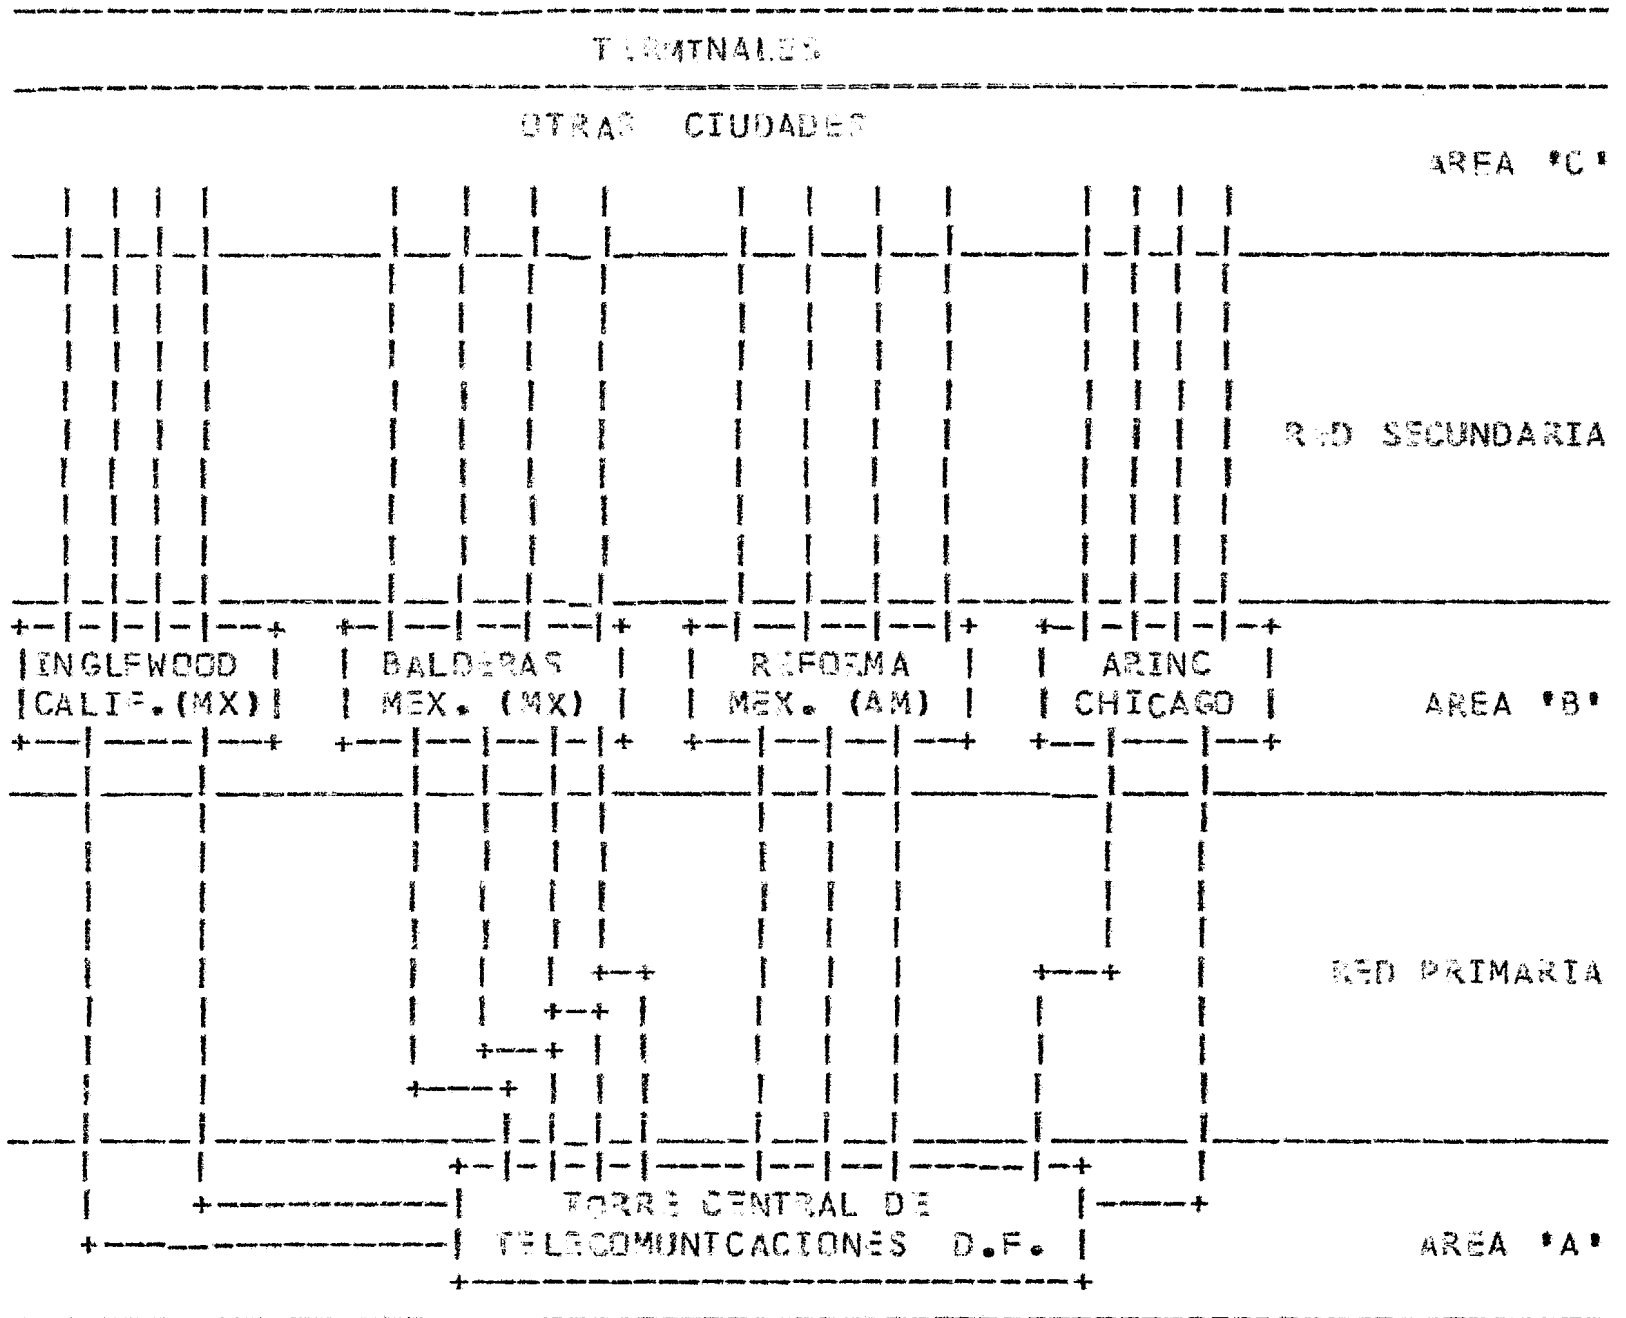 TERMINALES
OTRAS CIUDADES
AREA 'C'
RED SECUNDARIA
INGLEWOOD BALDERAS REFORMA ARINC
CALIF.(MX) MEX. (MX) MEX. (AM) CHICAGO AREA 'B'
RED PRIMARIA
TORRE CENTRAL DE
TELECOMUNICACIONES D.F. AREA 'A'